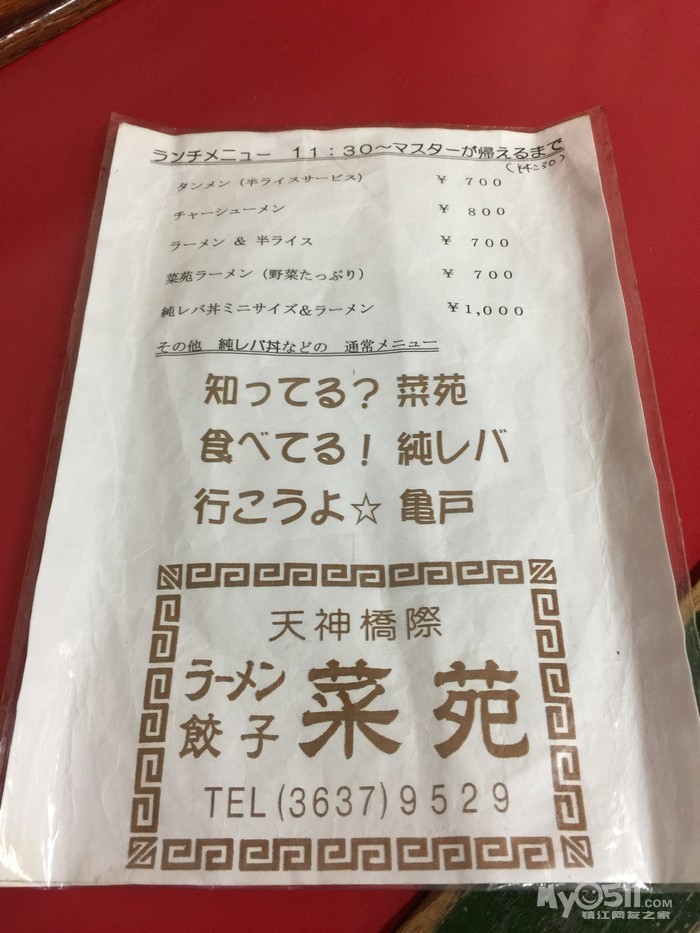 ランチメニュー　11：30～マスターが帰えるまで
(14:30)
タンメン（半ライスサービス）　￥　700
チャーシューメン　￥　800
ラーメン ＆ 半ライス　￥　700
菜苑ラーメン（野菜たっぷり）　￥　700
純レバ丼ミニサイズ＆ラーメン　￥1,000
その他　純レバ丼などの　通常メニュー
知ってる？ 菜苑
食べてる！ 純レバ
行こうよ☆ 亀戸
天神橋際
ラーメン
餃子
菜苑
TEL (3637) 9529
My0511.COM
镇江网友之家